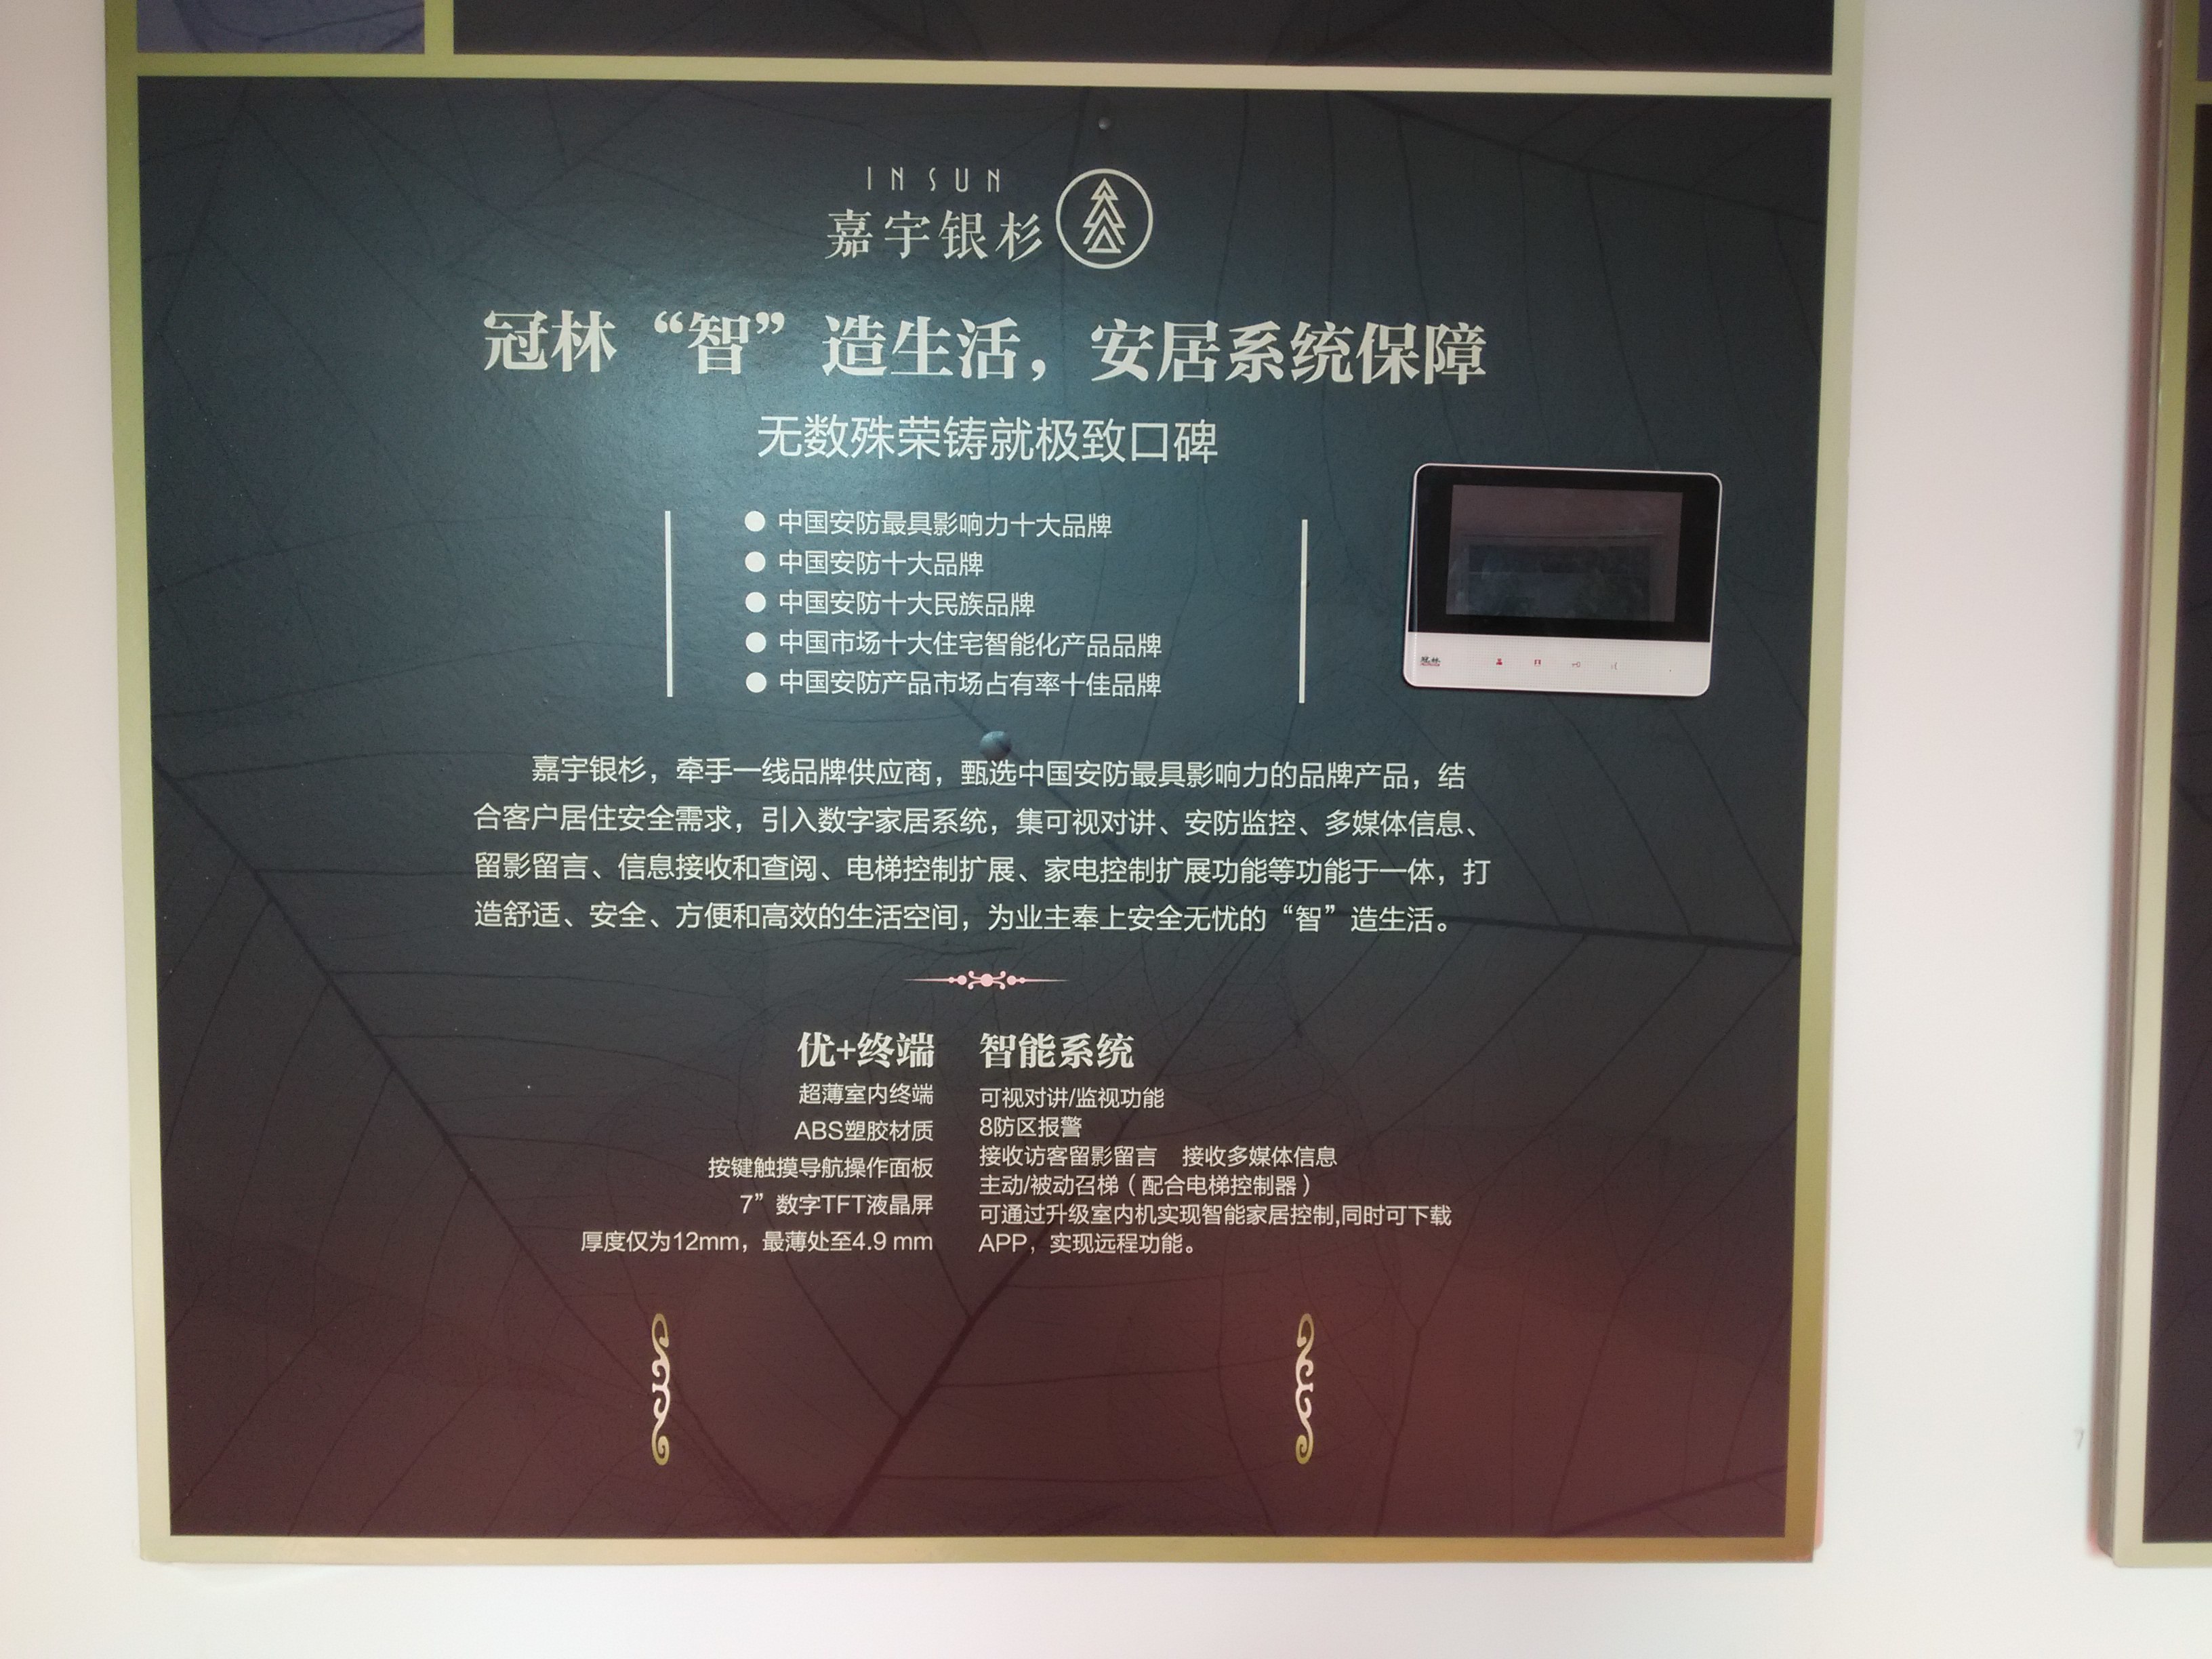 INSUN
嘉宇银杉
冠林“智”造生活，安居系统保障
无数殊荣铸就极致口碑
● 中国安防最具影响力十大品牌
● 中国安防十大品牌
● 中国安防十大民族品牌
● 中国市场十大住宅智能化产品品牌
● 中国安防产品市场占有率十佳品牌
冠林
嘉宇银杉，牵手一线品牌供应商，甄选中国安防最具影响力的品牌产品，结
合客户居住安全需求，引入数字家居系统，集可视对讲、安防监控、多媒体信息、
留影留言、信息接收和查阅、电梯控制扩展、家电控制扩展功能等功能于一体，打
造舒适、安全、方便和高效的生活空间，为业主奉上安全无忧的“智”造生活。
优+终端
超薄室内终端
ABS塑胶材质
按键触摸导航操作面板
7”数字TFT液晶屏
厚度仅为12mm，最薄处至4.9 mm
智能系统
可视对讲/监视功能
8防区报警
接收访客留影留言　接收多媒体信息
主动/被动召梯（配合电梯控制器）
可通过升级室内机实现智能家居控制,同时可下载
APP，实现远程功能。